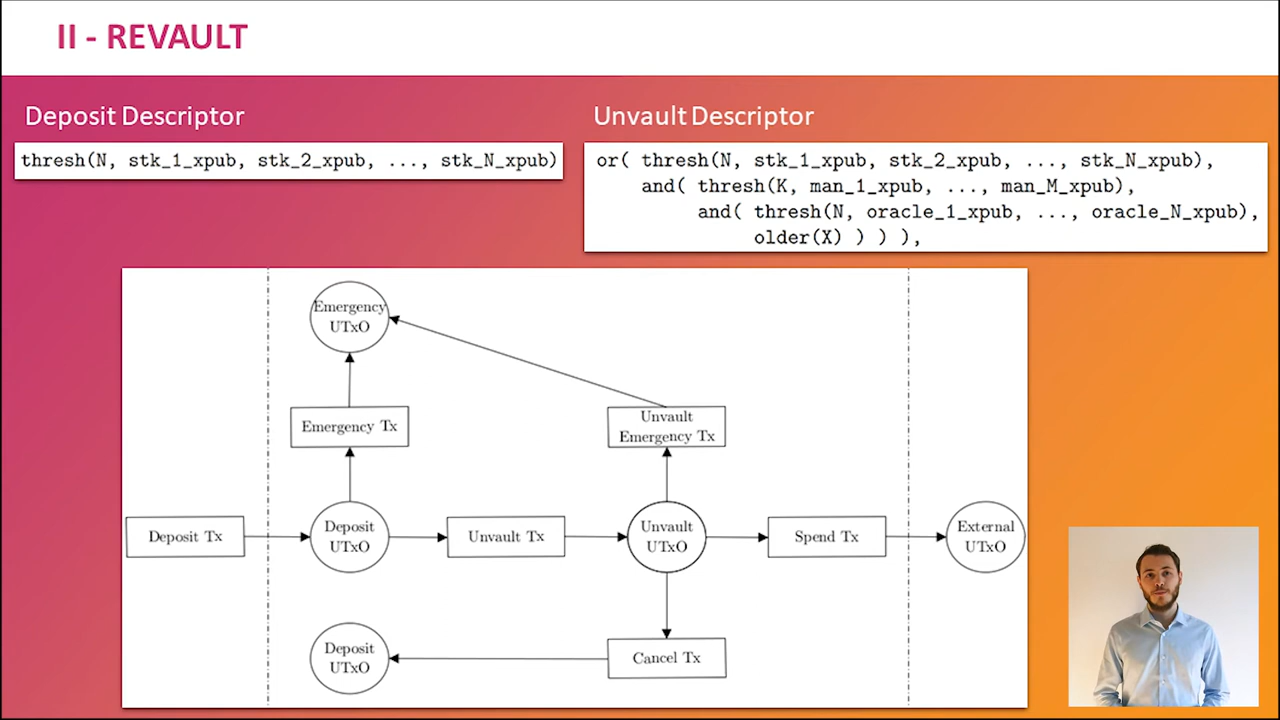 II - REVAULT
Deposit Descriptor
thresh(N, stk_1_xpub, stk_2_xpub, ..., stk_N_xpub)
Unvault Descriptor
or( thresh(N, stk_1_xpub, stk_2_xpub, ..., stk_N_xpub),
and( thresh(K, man_1_xpub, ..., man_M_xpub),
and( thresh(N, oracle_1_xpub, ..., oracle_N_xpub),
older(X) ) ) ),
Emergency
UTxO
Emergency Tx
Unvault
Emergency Tx
Deposit Tx
Deposit
UTxO
Unvault Tx
Unvault
UTxO
Spend Tx
External
UTxO
Deposit
UTxO
Cancel Tx